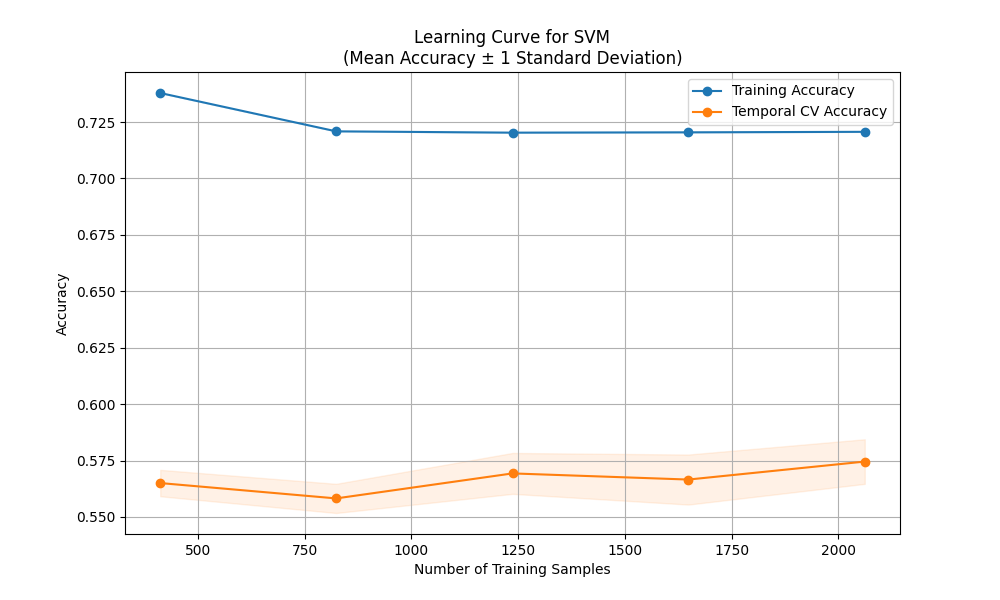 Learning Curve for SVM
(Mean Accuracy ± 1 Standard Deviation)
Training Accuracy
Temporal CV Accuracy
Accuracy
0.725
0.700
0.675
0.650
0.625
0.600
0.575
0.550
500
750
1000
1250
1500
1750
2000
Number of Training Samples